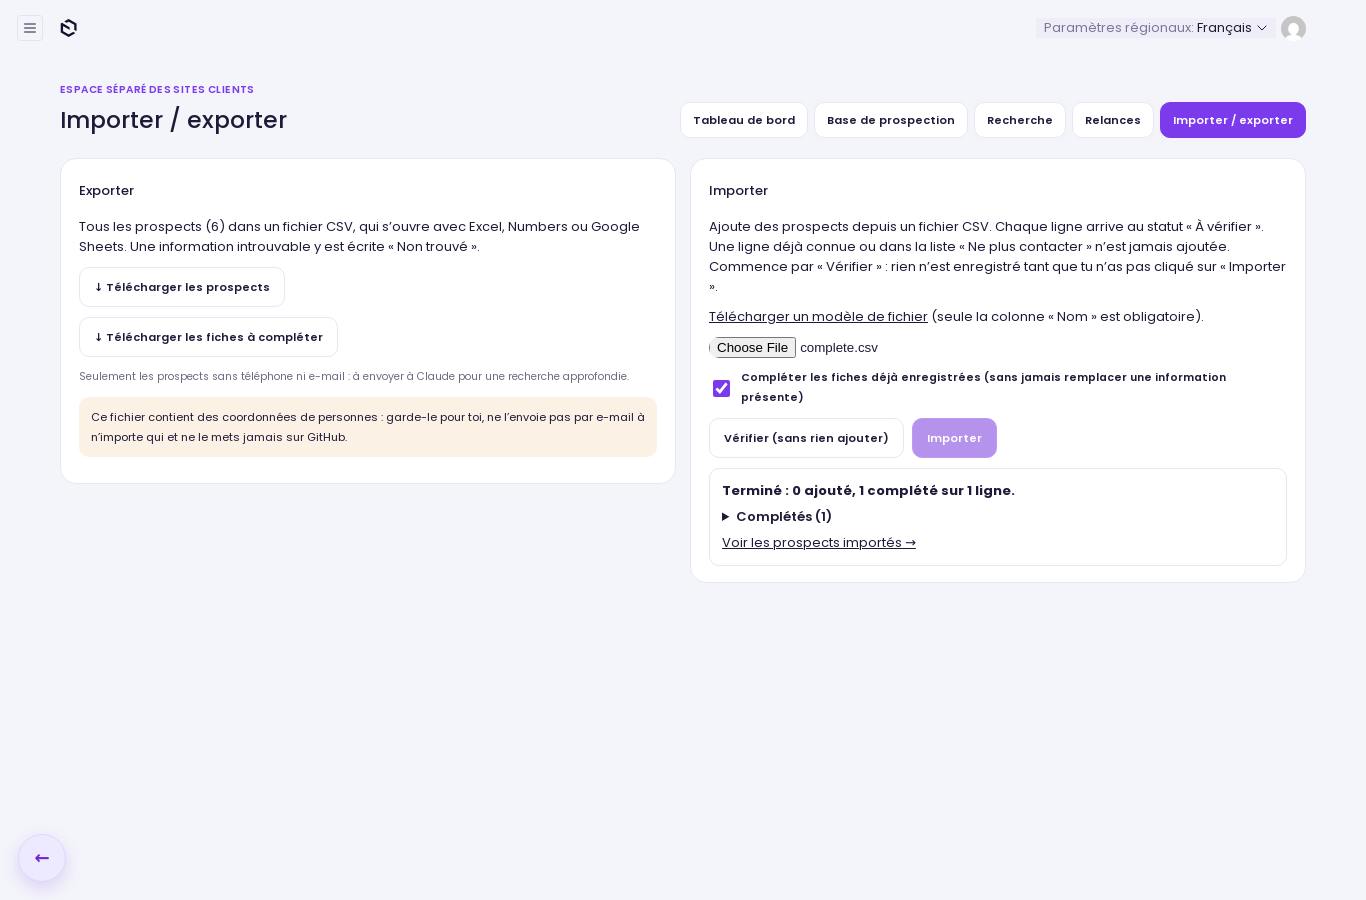 Paramètres régionaux: Français
ESPACE SÉPARÉ DES SITES CLIENTS
Importer / exporter
Tableau de bord
Base de prospection
Recherche
Relances
Importer / exporter
Exporter
Tous les prospects (6) dans un fichier CSV, qui s’ouvre avec Excel, Numbers ou Google
Sheets. Une information introuvable y est écrite « Non trouvé ».
↓ Télécharger les prospects
↓ Télécharger les fiches à compléter
Seulement les prospects sans téléphone ni e-mail : à envoyer à Claude pour une recherche approfondie.
Ce fichier contient des coordonnées de personnes : garde-le pour toi, ne l’envoie pas par e-mail à
n’importe qui et ne le mets jamais sur GitHub.
Importer
Ajoute des prospects depuis un fichier CSV. Chaque ligne arrive au statut « À vérifier ».
Une ligne déjà connue ou dans la liste « Ne plus contacter » n’est jamais ajoutée.
Commence par « Vérifier » : rien n’est enregistré tant que tu n’as pas cliqué sur « Importer
».
Télécharger un modèle de fichier (seule la colonne « Nom » est obligatoire).
Choose File complete.csv
Compléter les fiches déjà enregistrées (sans jamais remplacer une information
présente)
Vérifier (sans rien ajouter)
Importer
Terminé : 0 ajouté, 1 complété sur 1 ligne.
▶ Complétés (1)
Voir les prospects importés →
←